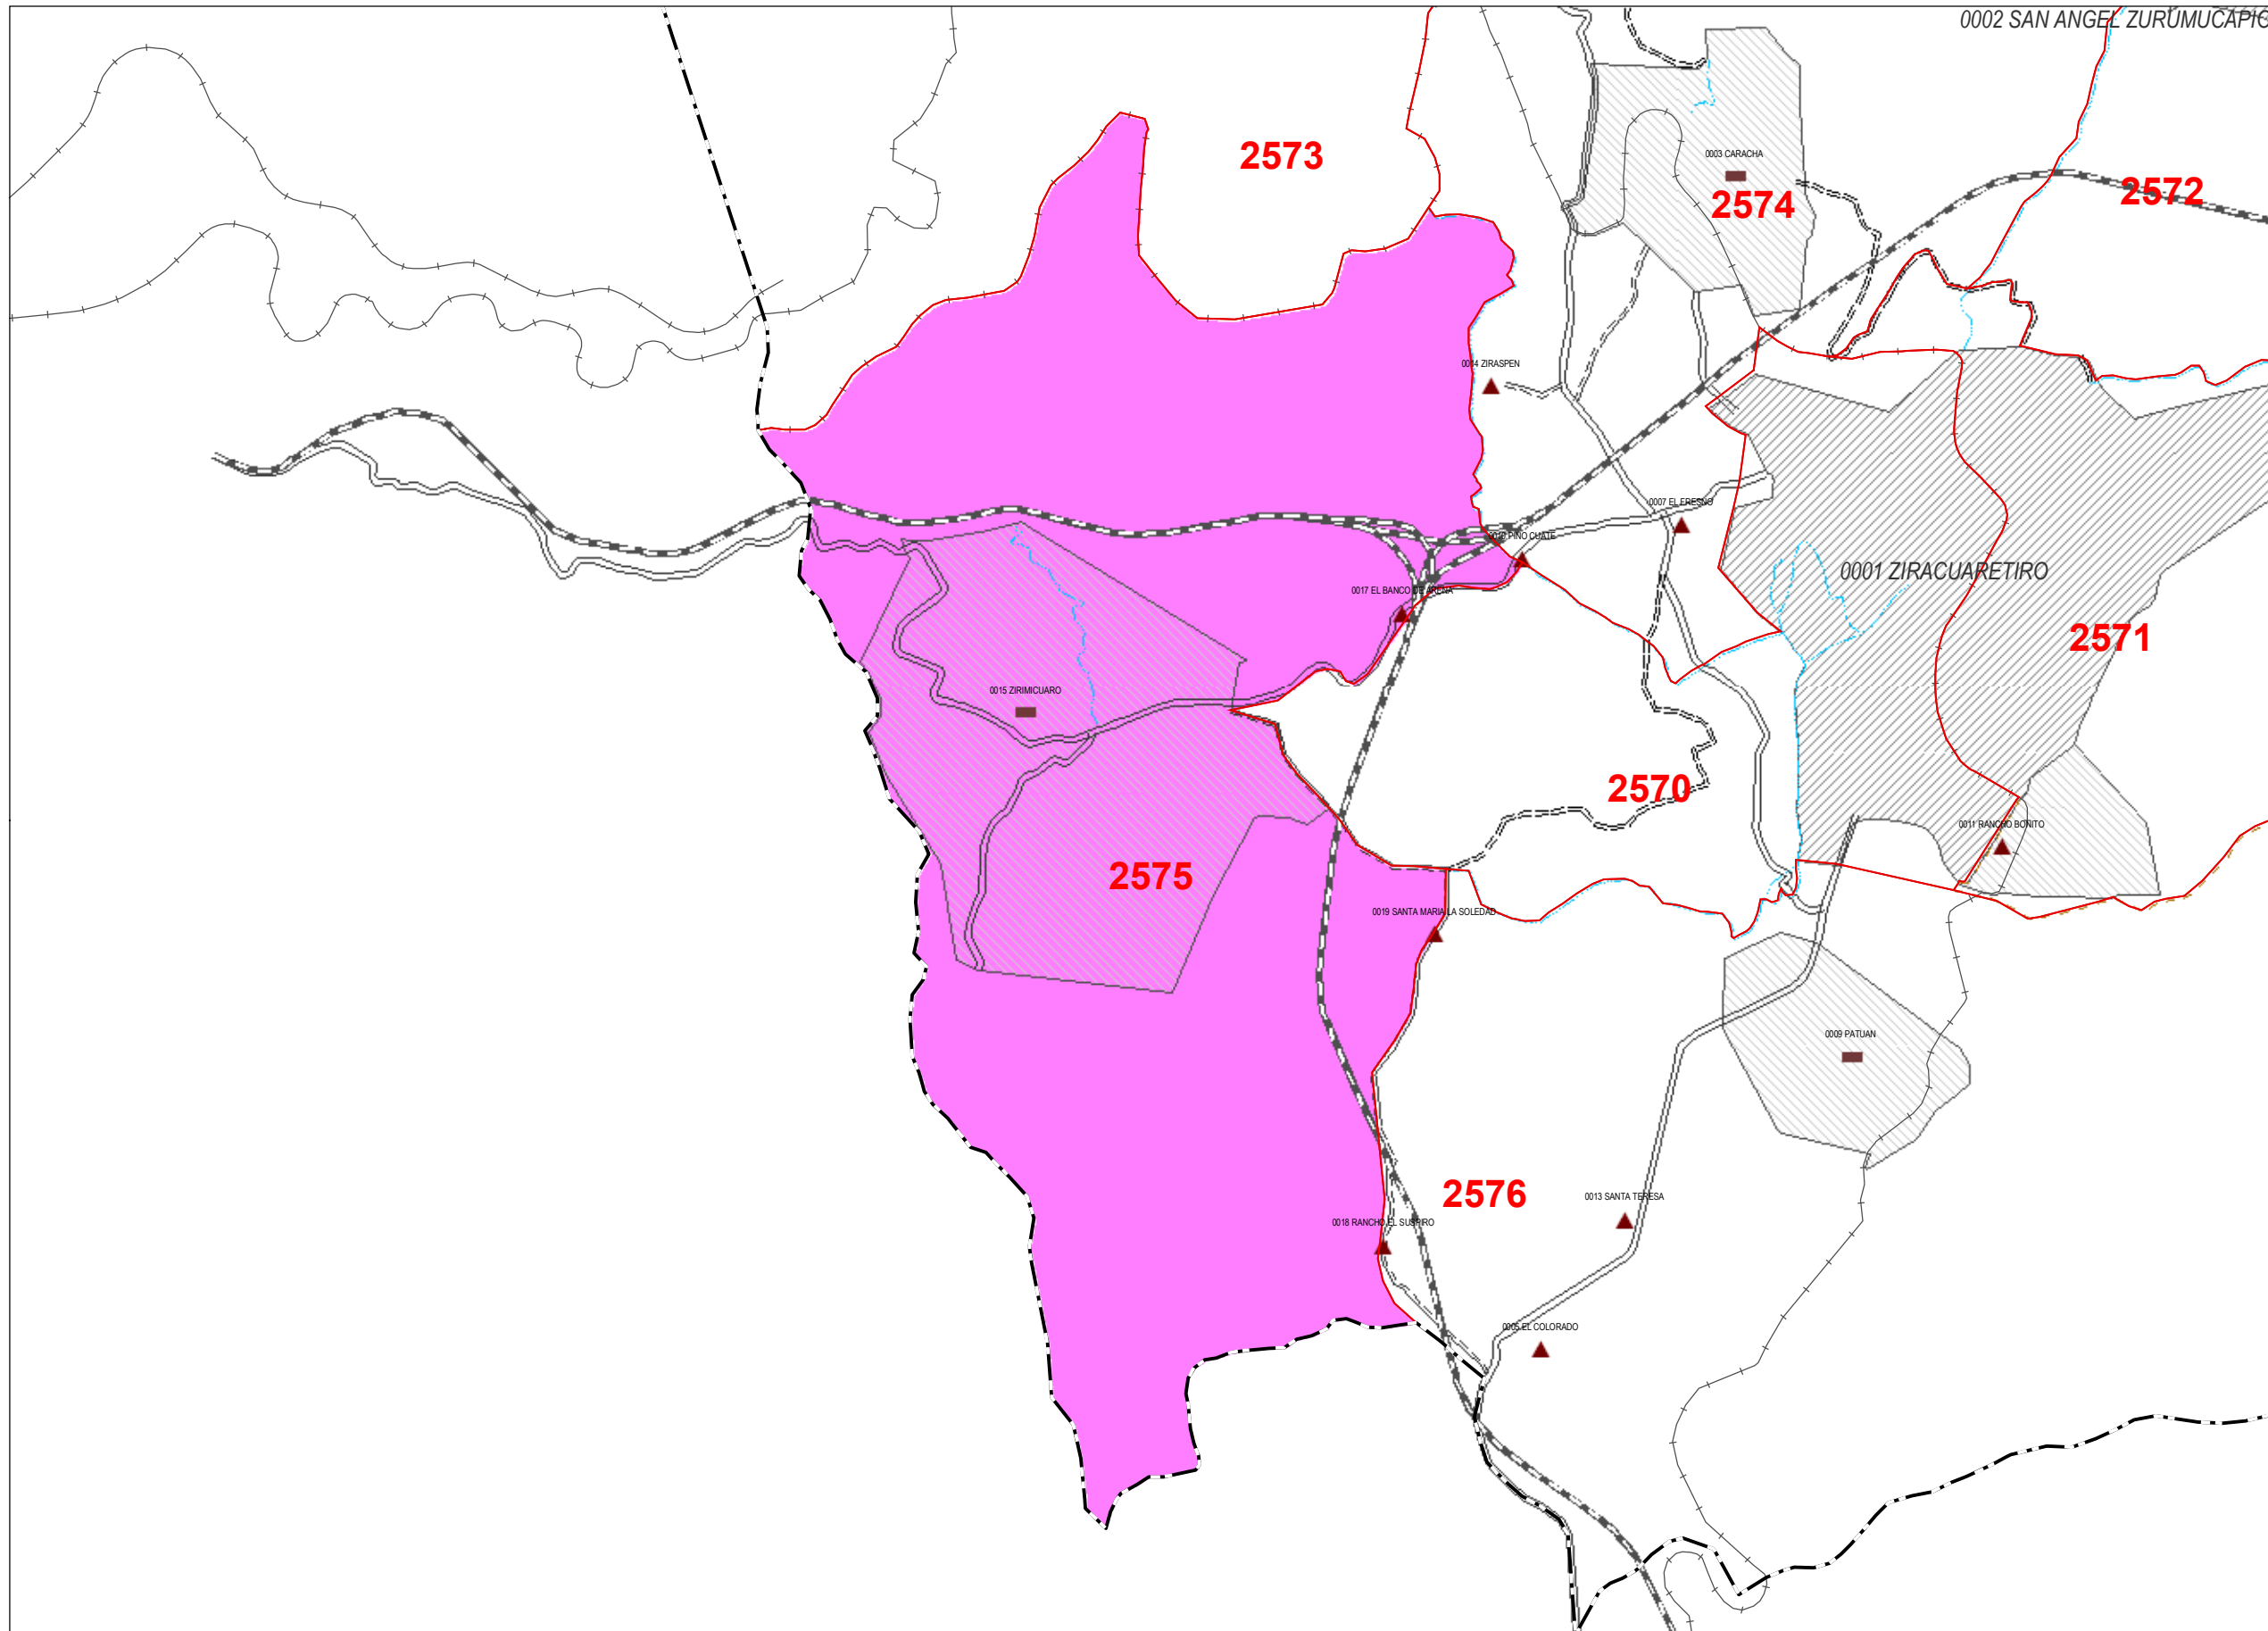 0002 SAN ANGEL ZURUMUCAPIO
2573
0003 CARACHA
2574
2572
0014 ZIRASPEN
0007 EL FRESNO
0010 PINO CUATE
0001 ZIRACUARETIRO
0017 EL BANCO DE ARENA
2571
0015 ZIRIMICUARO
2570
0011 RANCHO BONITO
2575
0019 SANTA MARIA LA SOLEDAD
0009 PATUAN
2576
0013 SANTA TERESA
0018 RANCHO EL SUSPIRO
0005 EL COLORADO